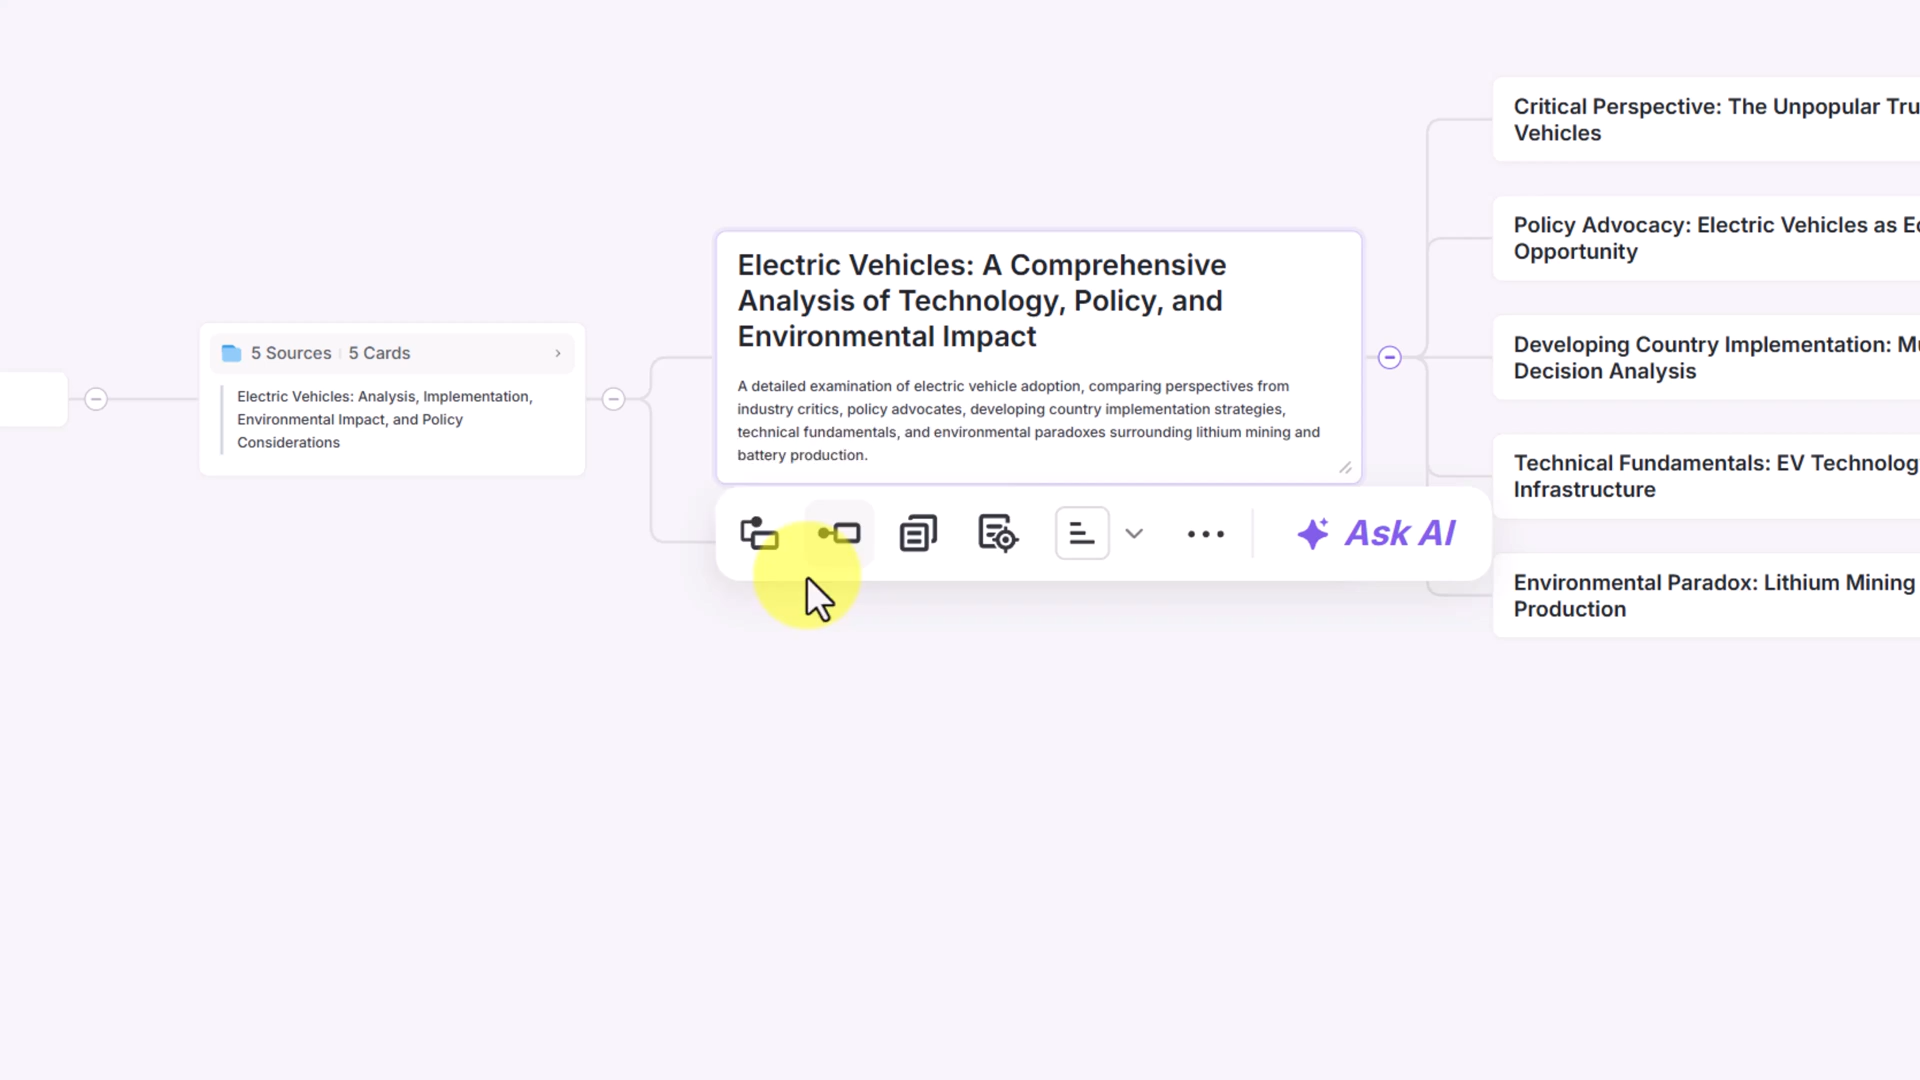 5 Sources | 5 Cards
Electric Vehicles: Analysis, Implementation,
Environmental Impact, and Policy
Considerations
Electric Vehicles: A Comprehensive
Analysis of Technology, Policy, and
Environmental Impact
A detailed examination of electric vehicle adoption, comparing perspectives from
industry critics, policy advocates, developing country implementation strategies,
technical fundamentals, and environmental paradoxes surrounding lithium mining and
battery production.
Ask AI
Critical Perspective: The Unpopular
Vehicles
Policy Advocacy: Electric Vehicles as
Opportunity
Developing Country Implementation:
Decision Analysis
Technical Fundamentals: EV
Infrastructure
Environmental Paradox: Lithium Mining
Production